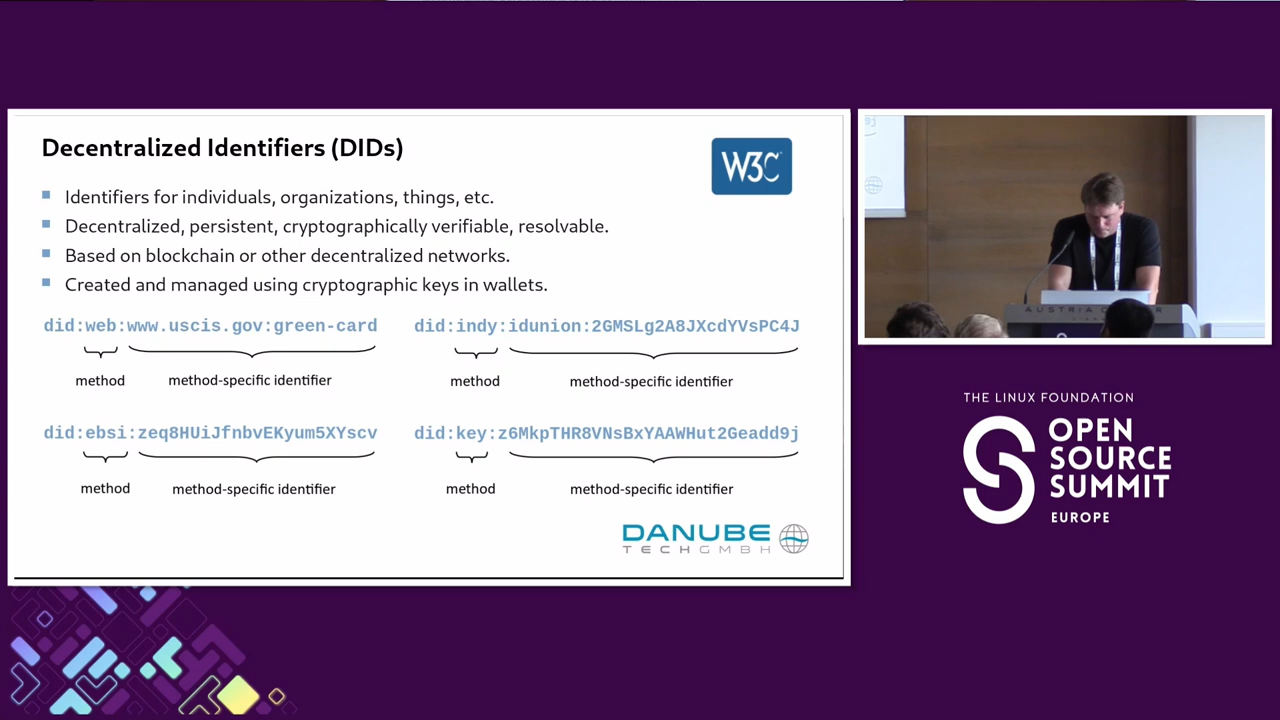 Decentralized Identifiers (DIDs)
W3C
Identifiers for individuals, organizations, things, etc.
Decentralized, persistent, cryptographically verifiable, resolvable.
Based on blockchain or other decentralized networks.
Created and managed using cryptographic keys in wallets.
did:web:www.uscis.gov:green-card
method
method-specific identifier
did:indy:idunion:2GMSLg2A8JXcdYVsPC4J
method
method-specific identifier
did:ebsi:zeq8HUiJfnbvEKyum5XYscv
method
method-specific identifier
did:key:z6MkpTHR8VNsBxYAAWHut2Geadd9j
method
method-specific identifier
DANUBE
TECH GMBH
AUSTRIA CENTER
THE LINUX FOUNDATION
OPEN
SOURCE
SUMMIT
EUROPE